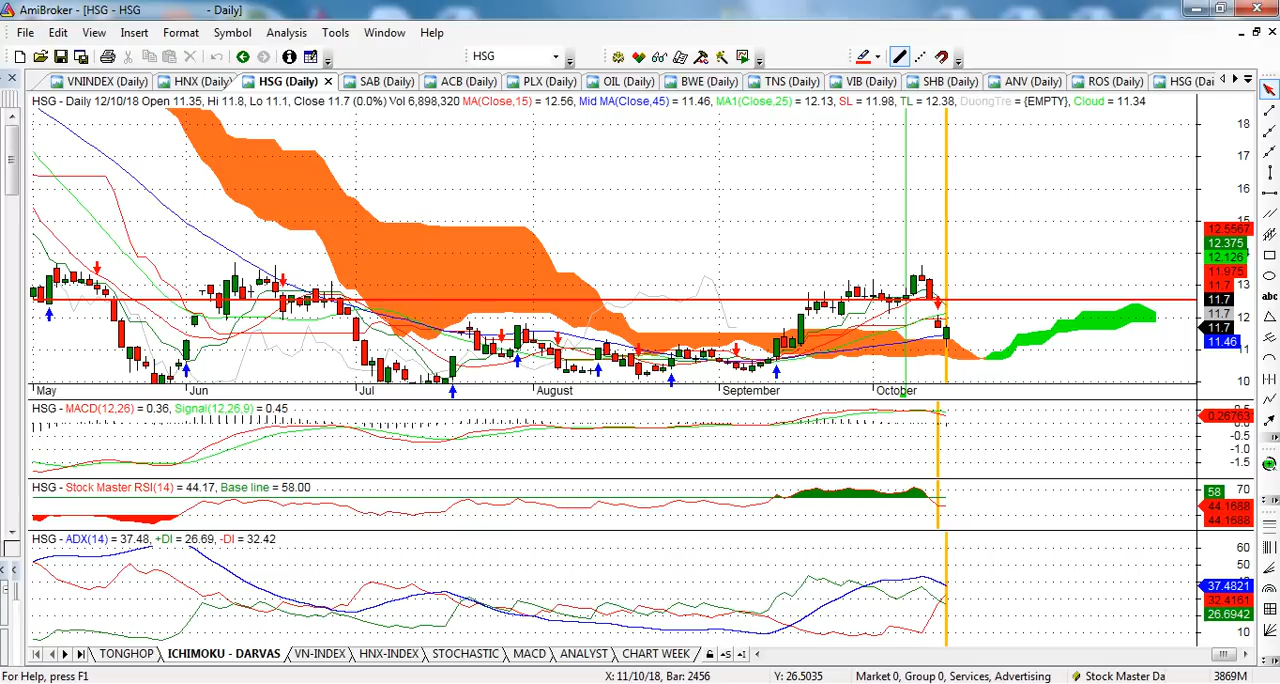 AmiBroker - [HSG - HSG - Daily]
File Edit View Insert Format Symbol Analysis Tools Window Help
HSG
VNINDEX (Daily) HNX (Daily) HSG (Daily) SAB (Daily) ACB (Daily) PLX (Daily) OIL (Daily) BWE (Daily) TNS (Daily) VIB (Daily) SHB (Daily) ANV (Daily) ROS (Daily) HSG (Dai
HSG - Daily 12/10/18 Open 11.35, Hi 11.8, Lo 11.1, Close 11.7 (0.0%) Vol 6,898,320 MA(Close,15) = 12.56, Mid MA(Close,45) = 11.46, MA1(Close,25) = 12.13, SL = 11.98, TL = 12.38, DuongTre = {EMPTY}, Cloud = 11.34
18
17
16
15
12.5567
12.375
12.126
11.975
13
11.7
11.7
12
11.7
11.7
11.46
11
10
May Jun Jul August September October
HSG - MACD(12,26) = 0.36, Signal(12,26,9) = 0.45
0.26763
-0.5
-1.0
-1.5
HSG - Stock Master RSI(14) = 44.17, Base line = 58.00
58 70
44.1688
44.1688
HSG - ADX(14) = 37.48, +DI = 26.69, -DI = 32.42
60
50
37.4821
32.4161
26.6942
10
TONGHOP ICHIMOKU - DARVAS VN-INDEX HNX-INDEX STOCHASTIC MACD ANALYST CHART WEEK
For Help, press F1 X: 11/10/18, Bar: 2456 Y: 26.5035 Market 0, Group 0, Services, Advertising Stock Master Da 3869M